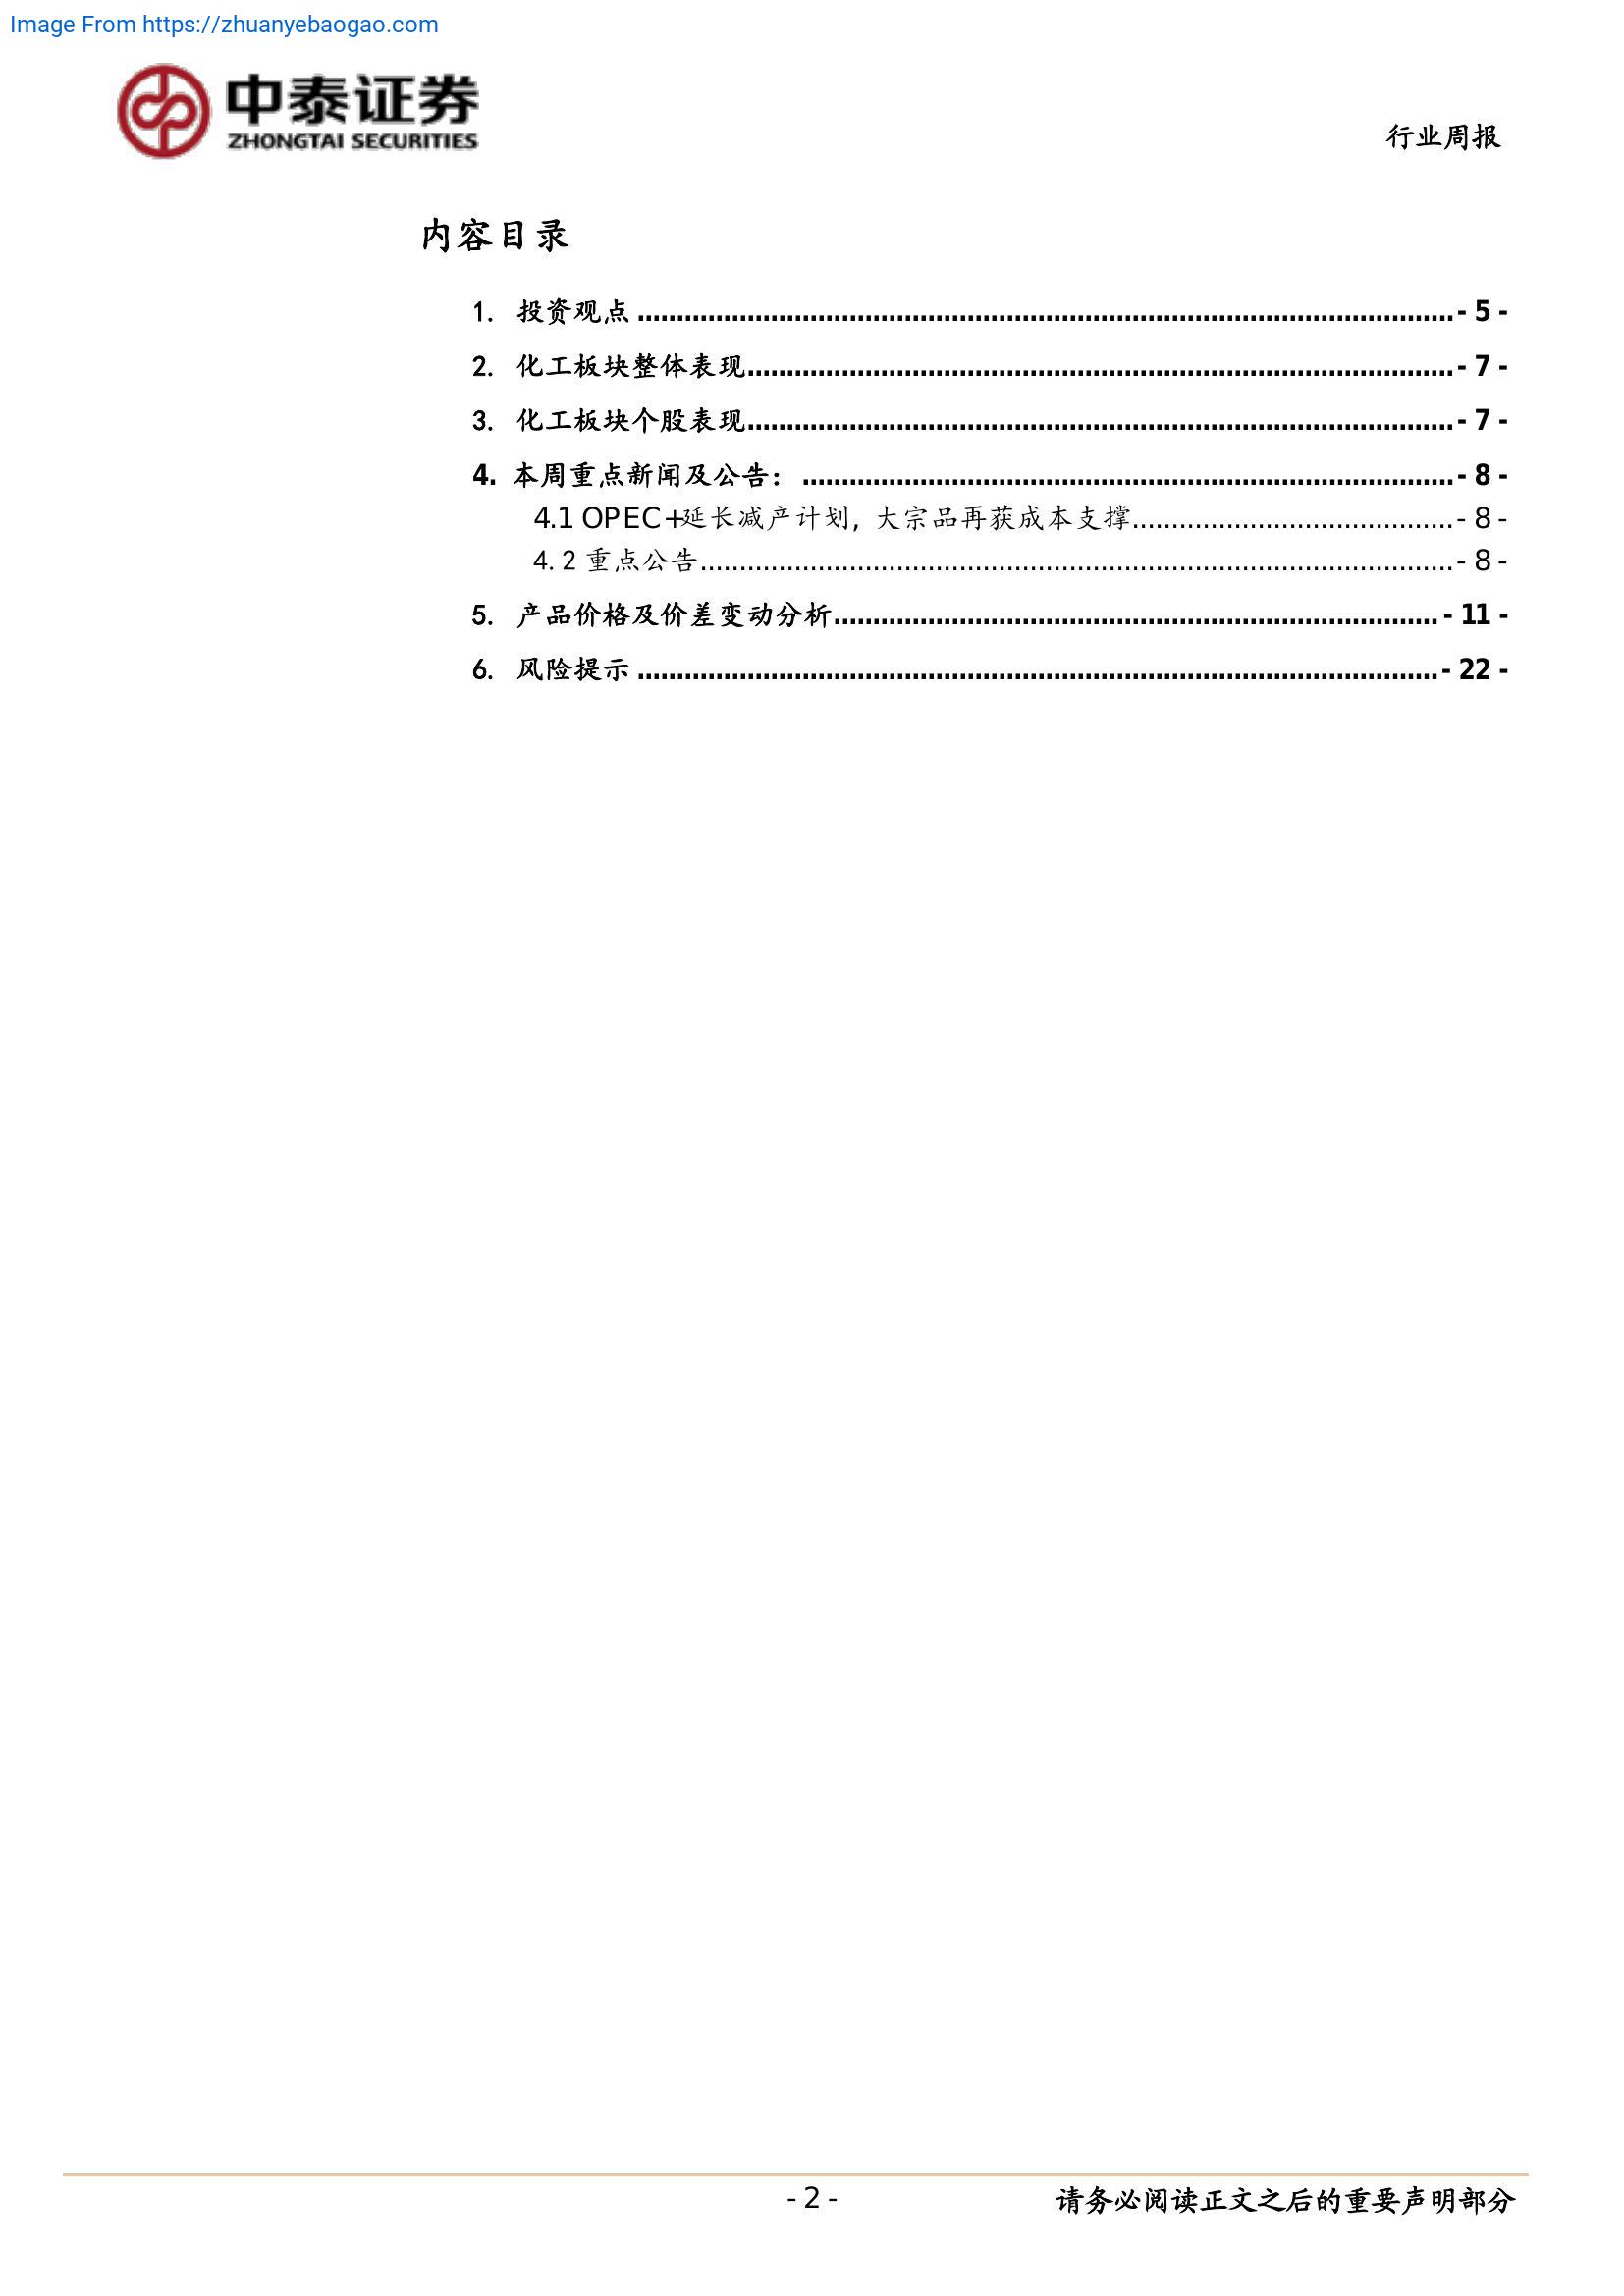 Image From https://zhuanyebaogao.com
中泰证券
ZHONGTAI SECURITIES
行业周报
内容目录
1. 投资观点 ........................................................................................................ - 5 -
2. 化工板块整体表现.......................................................................................... - 7 -
3. 化工板块个股表现.......................................................................................... - 7 -
4. 本周重点新闻及公告： ................................................................................... - 8 -
4.1 OPEC+延长减产计划，大宗品再获成本支撑......................................... - 8 -
4.2 重点公告................................................................................................ - 8 -
5. 产品价格及价差变动分析............................................................................. - 11 -
6. 风险提示 ...................................................................................................... - 22 -
- 2 -
请务必阅读正文之后的重要声明部分